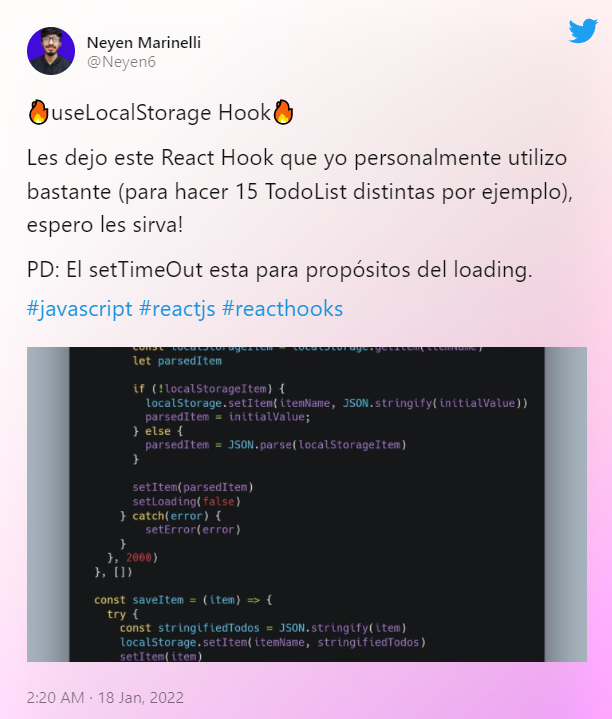 Neyen Marinelli
@Neyen6
🔥useLocalStorage Hook🔥
Les dejo este React Hook que yo personalmente utilizo
bastante (para hacer 15 TodoList distintas por ejemplo),
espero les sirva!
PD: El setTimeOut esta para propósitos del loading.
#javascript #reactjs #reacthooks
const localStorageItem = localStorage.getItem(itemName)
let parsedItem
if (!localStorageItem) {
localStorage.setItem(itemName, JSON.stringify(initialValue))
parsedItem = initialValue;
} else {
parsedItem = JSON.parse(localStorageItem)
}
setItem(parsedItem)
setLoading(false)
} catch(error) {
setError(error)
}
}, 2000)
}, [])
const saveItem = (item) => {
try {
const stringifiedTodos = JSON.stringify(item)
localStorage.setItem(itemName, stringifiedTodos)
setItem(item)
2:20 AM · 18 Jan, 2022